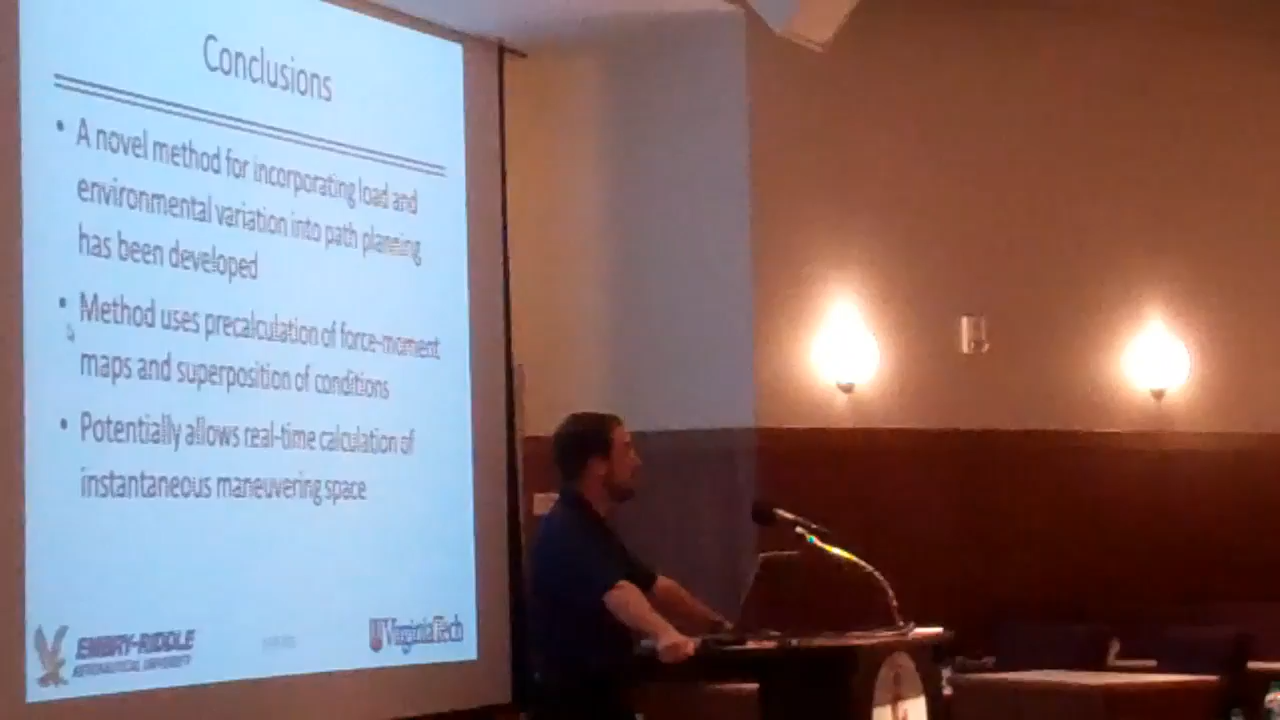 Conclusions
• A novel method for incorporating load and
environmental variation into path planning
has been developed
• Method uses precalculation of force-moment
maps and superposition of conditions
• Potentially allows real-time calculation of
instantaneous maneuvering space
EMBRY-RIDDLE
AERONAUTICAL UNIVERSITY
VirginiaTech